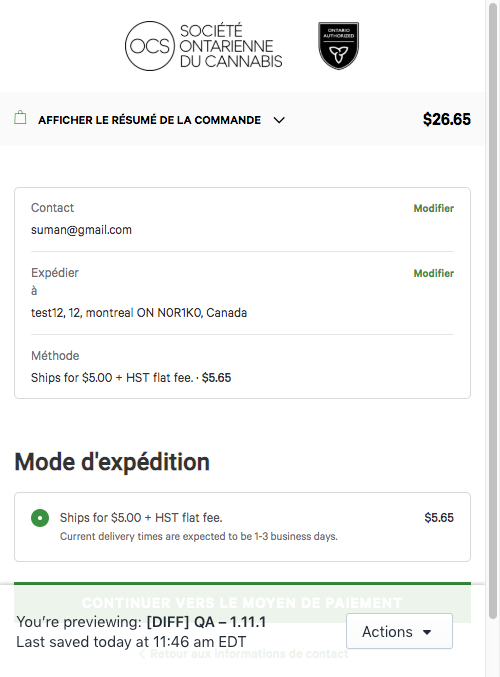 OCS
SOCIÉTÉ
ONTARIENNE
DU CANNABIS
ONTARIO
AUTHORIZED
AFFICHER LE RÉSUMÉ DE LA COMMANDE
$26.65
Contact
Modifier
suman@gmail.com
Expédier
à
Modifier
test12, 12, montreal ON N0R1K0, Canada
Méthode
Ships for $5.00 + HST flat fee. · $5.65
Mode d'expédition
Ships for $5.00 + HST flat fee.
$5.65
Current delivery times are expected to be 1-3 business days.
CONTINUER VERS LE MOYEN DE PAIEMENT
You're previewing: [DIFF] QA – 1.11.1
Actions
Last saved today at 11:46 am EDT
Retour aux informations de contact